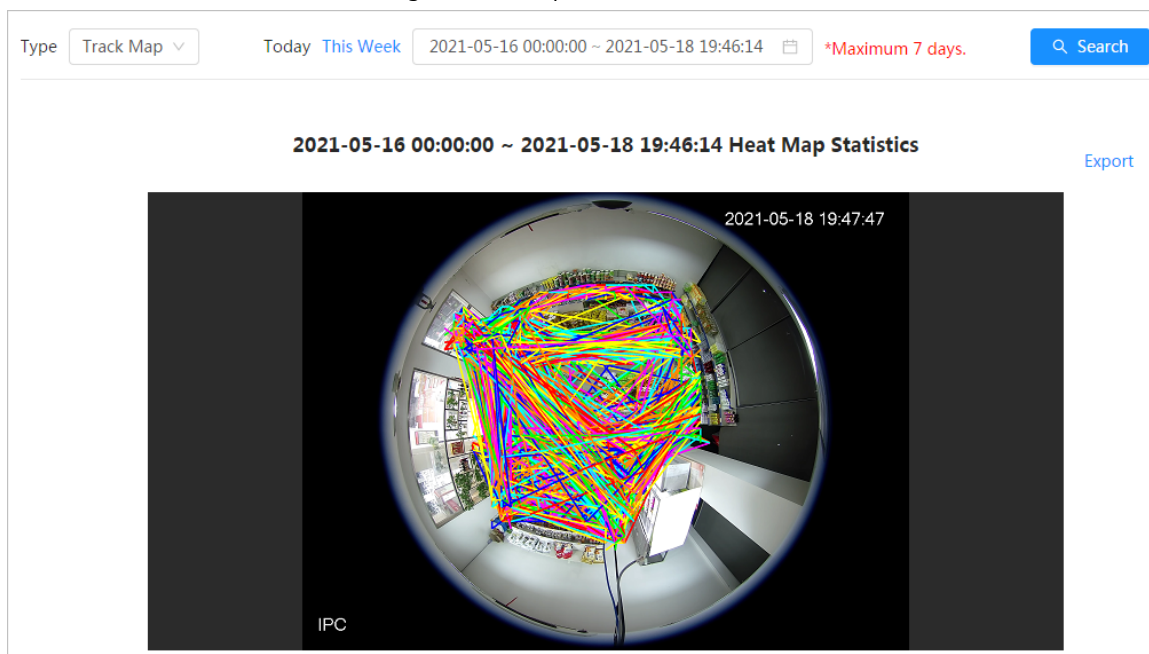 Type Track Map Today This Week 2021-05-16 00:00:00 ~ 2021-05-18 19:46:14 *Maximum 7 days. Search
2021-05-16 00:00:00 ~ 2021-05-18 19:46:14 Heat Map Statistics
Export
2021-05-18 19:47:47
IPC